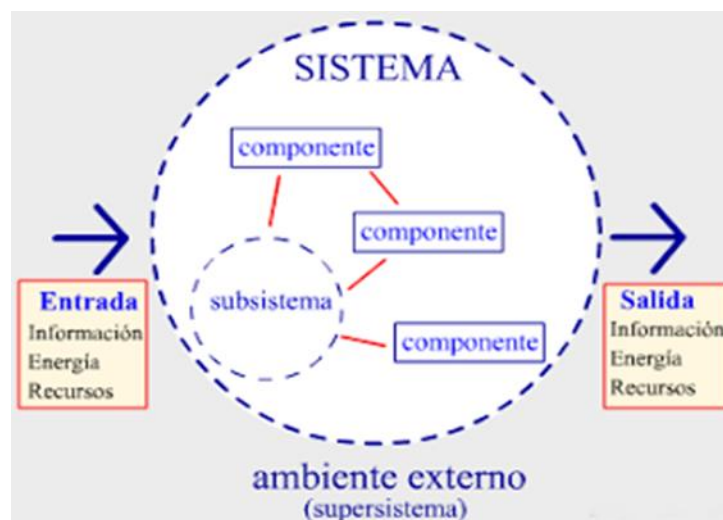 SISTEMA
componente
componente
subsistema
componente
Entrada
Información
Energía
Recursos
Salida
Información
Energía
Recursos
ambiente externo
(supersistema)